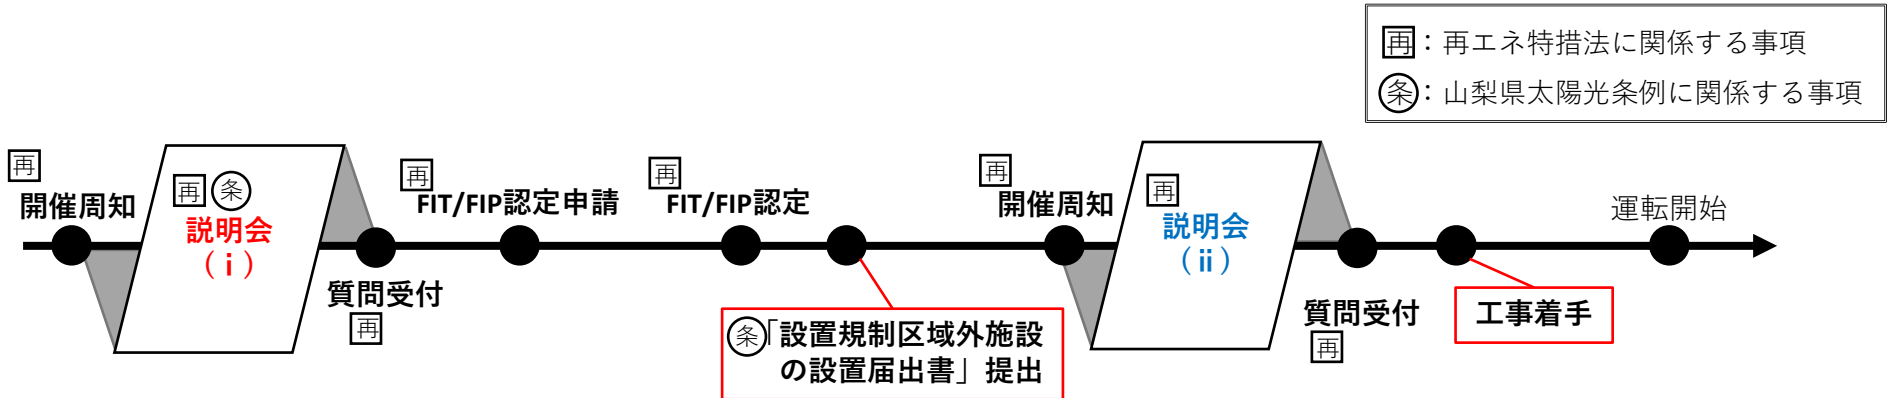 再：再エネ特措法に関係する事項
条：山梨県太陽光条例に関係する事項
再
開催周知
再 条
説明会
（ⅰ）
質問受付
再
再
FIT/FIP認定申請
再
FIT/FIP認定
条「設置規制区域外施設
の設置届出書」提出
再
開催周知
再
説明会
（ⅱ）
質問受付
再
工事着手
運転開始